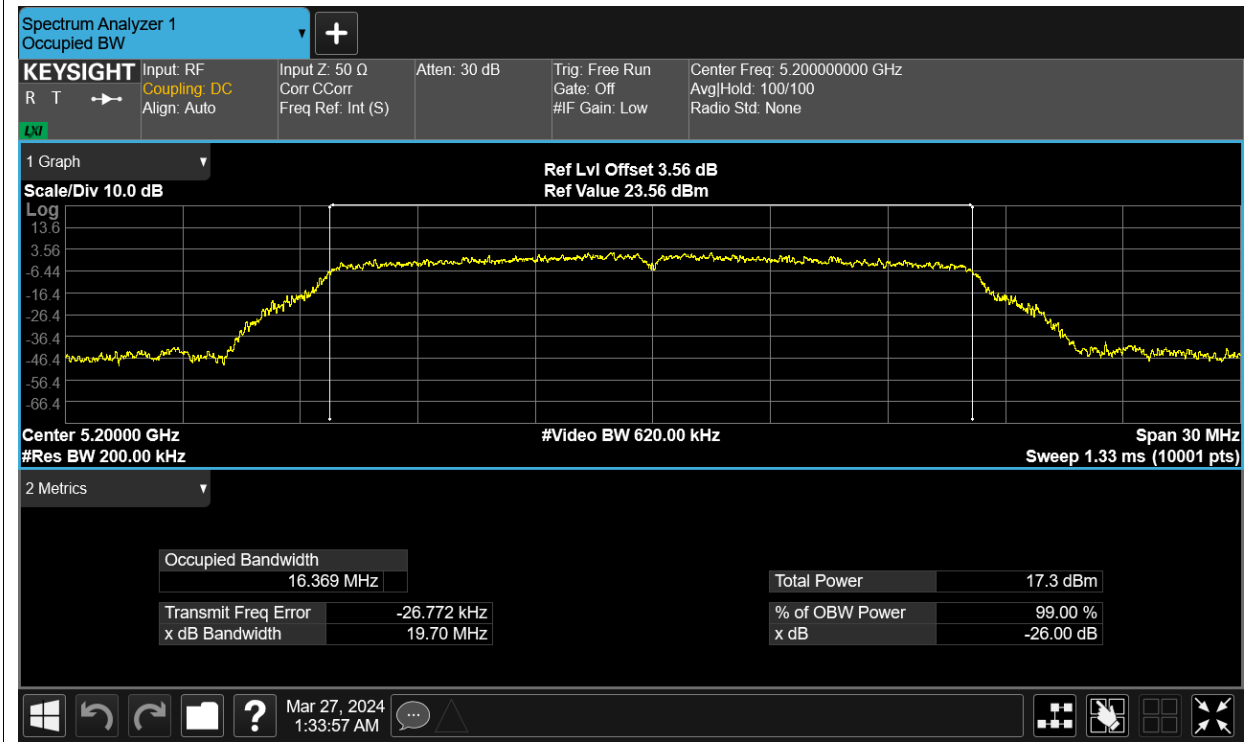 Spectrum Analyzer 1
Occupied BW
KEYSIGHT
R T
LXI
Input: RF
Coupling: DC
Align: Auto
Input Z: 50 Ω
Corr CCorr
Freq Ref: Int (S)
Atten: 30 dB
Trig: Free Run
Gate: Off
#IF Gain: Low
Center Freq: 5.200000000 GHz
Avg|Hold: 100/100
Radio Std: None
1 Graph
Scale/Div 10.0 dB
Ref Lvl Offset 3.56 dB
Ref Value 23.56 dBm
Log
13.6
3.56
-6.44
-16.4
-26.4
-36.4
-46.4
-56.4
-66.4
Center 5.20000 GHz
#Video BW 620.00 kHz
Span 30 MHz
#Res BW 200.00 kHz
Sweep 1.33 ms (10001 pts)
2 Metrics
Occupied Bandwidth
16.369 MHz
Total Power 17.3 dBm
Transmit Freq Error -26.772 kHz
% of OBW Power 99.00 %
x dB Bandwidth 19.70 MHz
x dB -26.00 dB
?
Mar 27, 2024
1:33:57 AM